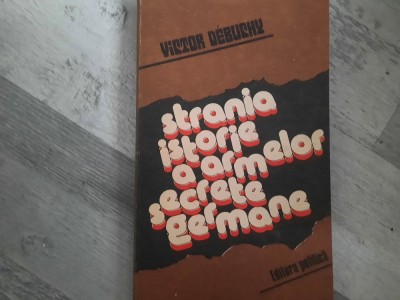 Victor Débuchy
strania
istorie
a armelor
secrete
germane
Editura politică